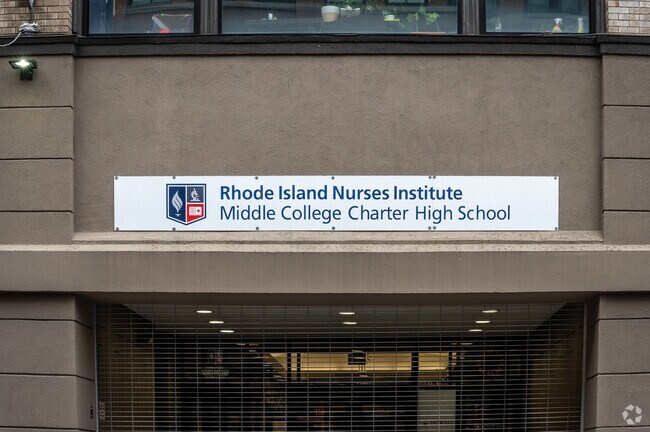 Rhode Island Nurses Institute
Middle College Charter High School